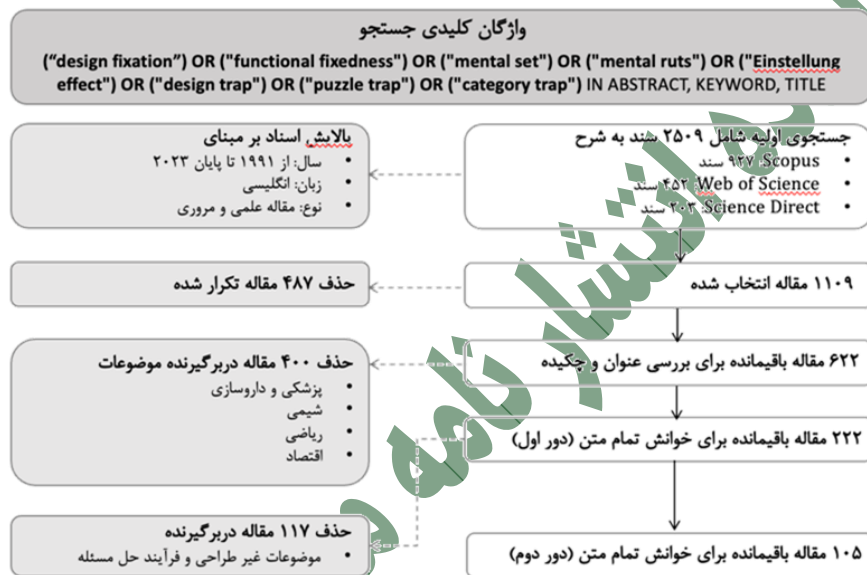 واژگان کلیدی جستجو
("design fixation") OR ("functional fixedness") OR ("mental set") OR ("mental ruts") OR ("Einstellung
effect") OR ("design trap") OR ("puzzle trap") OR ("category trap") IN ABSTRACT, KEYWORD, TITLE
جستجوی اولیه شامل ۲۵۰۹ سند به شرح
• Scopus: ۹۲۷ سند
• Web of Science: ۴۵۲ سند
• Science Direct: ۲۰۳ سند
پالایش اسناد بر مبنای
• سال: از ۱۹۹۱ تا پایان ۲۰۲۳
• زبان: انگلیسی
• نوع: مقاله علمی و مروری
۱۱۰۹ مقاله انتخاب شده
حذف ۴۸۷ مقاله تکرار شده
۶۲۲ مقاله باقیمانده برای بررسی عنوان و چکیده
حذف ۴۰۰ مقاله دربرگیرنده موضوعات
• پزشکی و داروسازی
• شیمی
• ریاضی
• اقتصاد
۲۲۲ مقاله باقیمانده برای خوانش تمام متن (دور اول)
حذف ۱۱۷ مقاله دربرگیرنده
• موضوعات غیر طراحی و فرآیند حل مسئله
۱۰۵ مقاله باقیمانده برای خوانش تمام متن (دور دوم)